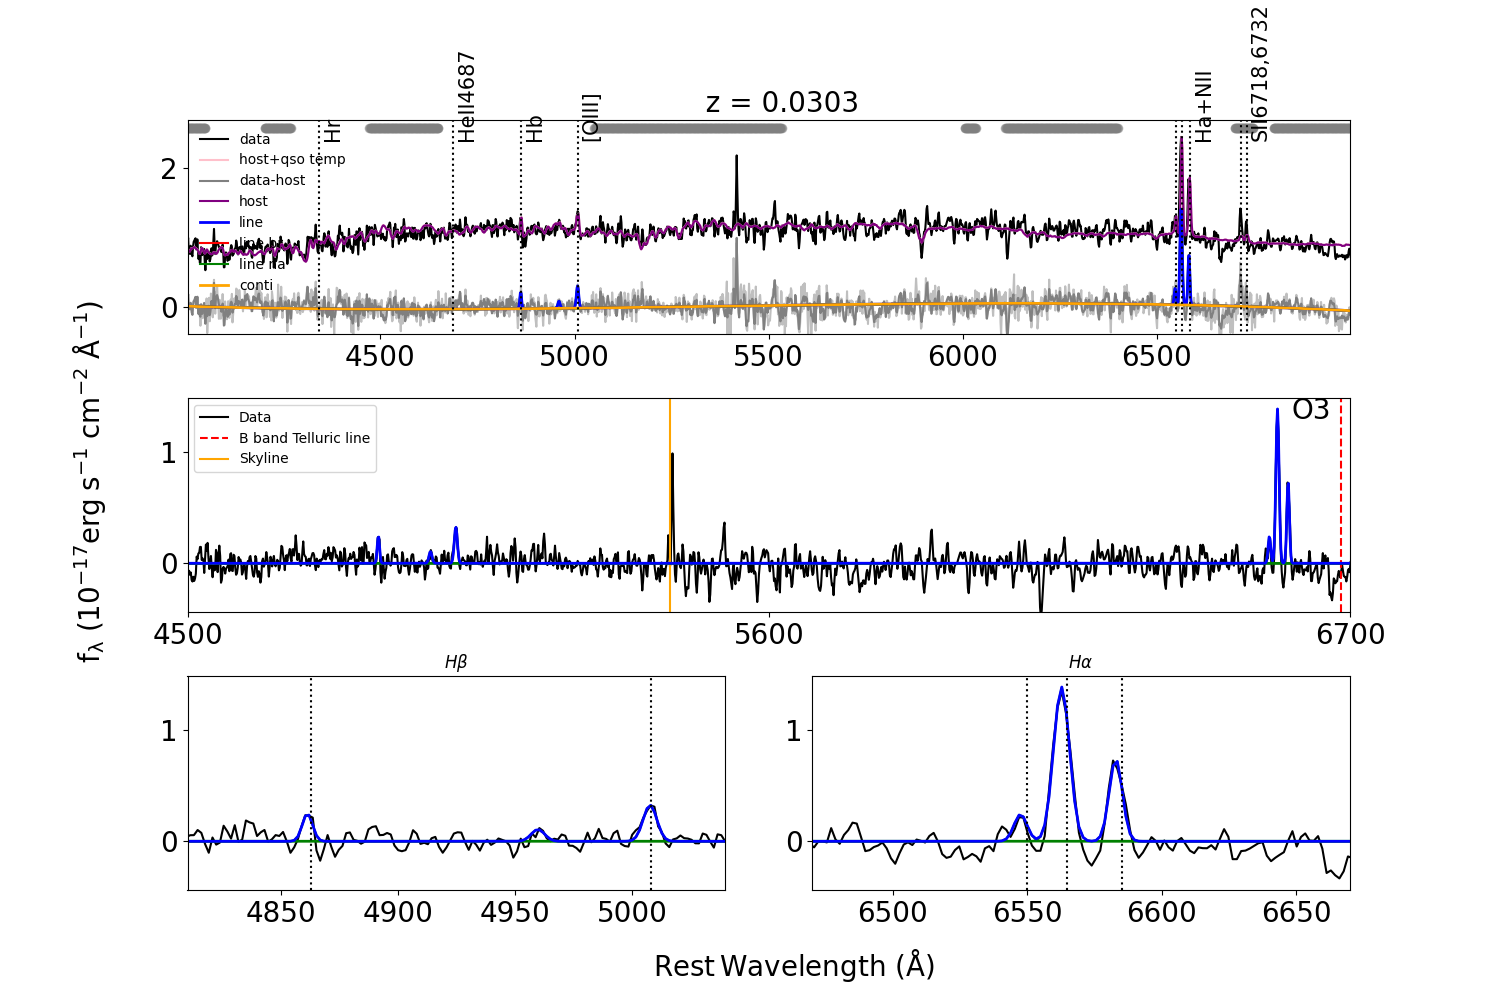 z = 0.0303
Hr
HeII4687
Hb
[OIII]
Ha+NII
SII6718,6732
data
host+qso temp
data-host
host
line
line na
conti
2
0
4500
5000
5500
6000
6500
fλ (10⁻¹⁷erg s⁻¹ cm⁻² Å⁻¹)
Data
B band Telluric line
Skyline
O3
1
0
4500
5600
6700
Hβ
1
0
4850
4900
4950
5000
Hα
1
0
6500
6550
6600
6650
Rest Wavelength (Å)